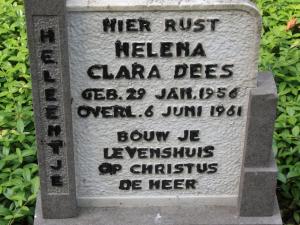 HELEENTJE
HIER RUST
HELENA
CLARA DEES
GEB. 29 JAN. 1956
OVERL. 6 JUNI 1961
BOUW JE
LEVENSHUIS
OP CHRISTUS
DE HEER